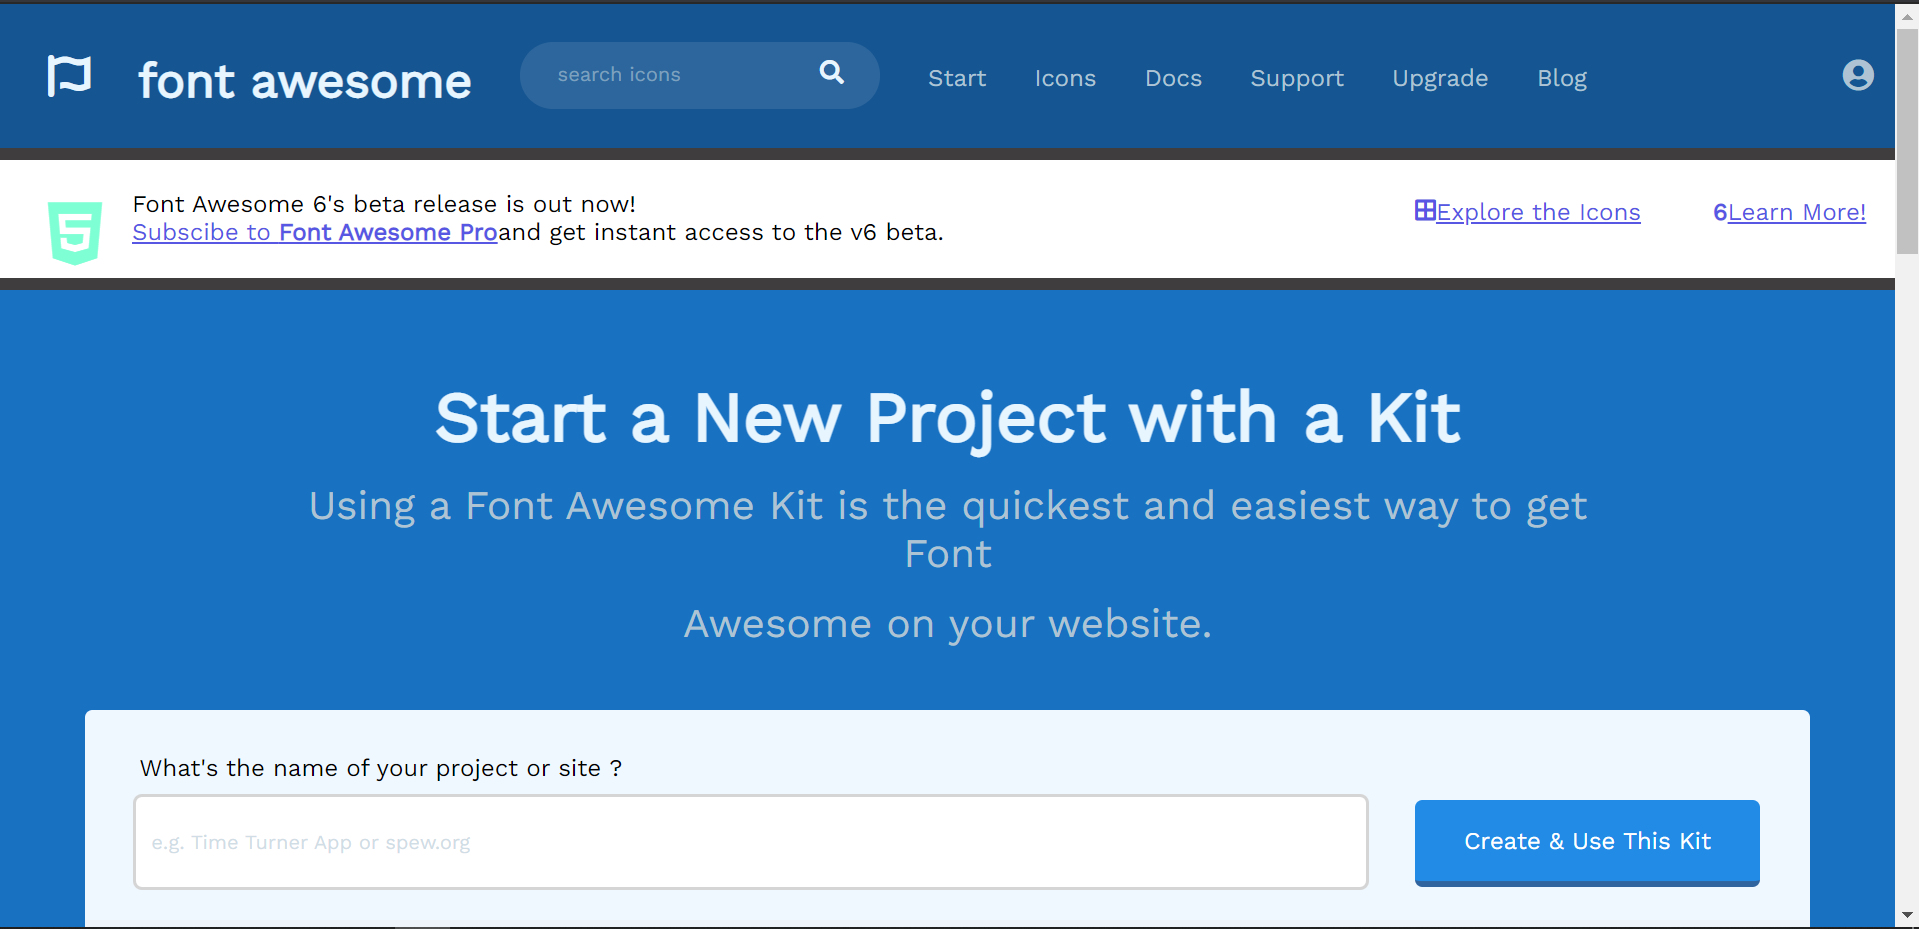 font awesome
search icons
Start Icons Docs Support Upgrade Blog
5
Font Awesome 6's beta release is out now!
Subscibe to Font Awesome Proand get instant access to the v6 beta.
Explore the Icons
6Learn More!
Start a New Project with a Kit
Using a Font Awesome Kit is the quickest and easiest way to get
Font
Awesome on your website.
What's the name of your project or site ?
e.g. Time Turner App or spew.org
Create & Use This Kit